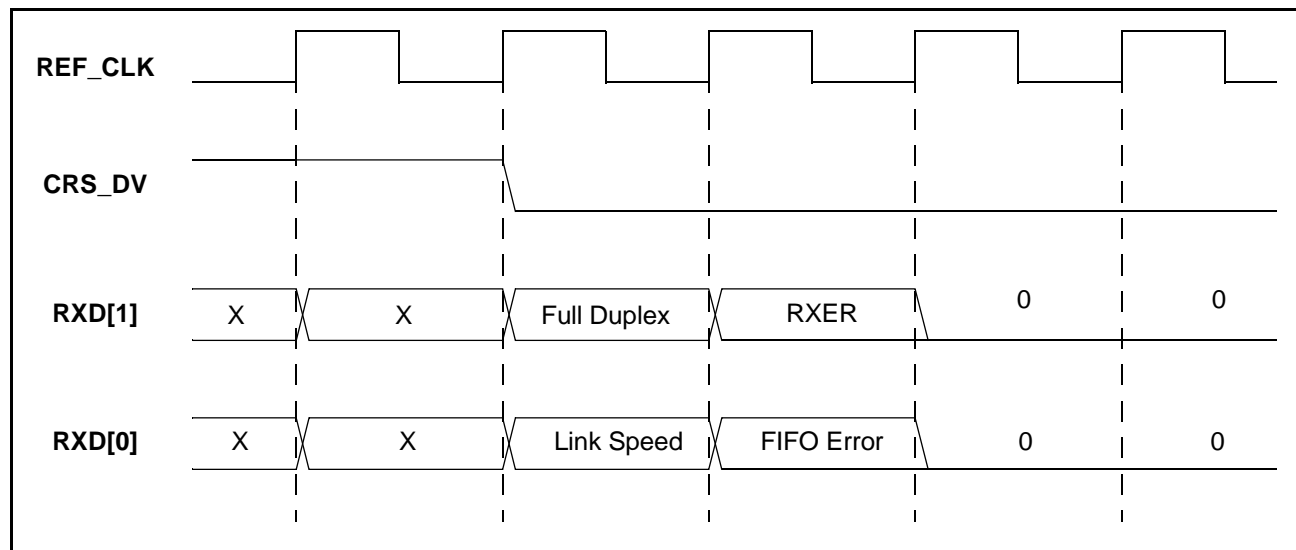 REF_CLK
CRS_DV
RXD[1] X X Full Duplex RXER 0 0
RXD[0] X X Link Speed FIFO Error 0 0